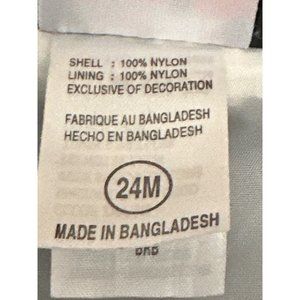 SHELL : 100% NYLON
LINING : 100% NYLON
EXCLUSIVE OF DECORATION
FABRIQUE AU BANGLADESH
HECHO EN BANGLADESH
24M
MADE IN BANGLADESH